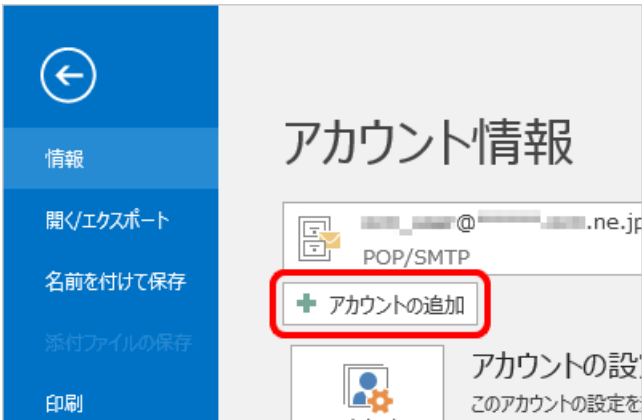 アカウント情報
情報
開く/エクスポート
名前を付けて保存
添付ファイルの保存
印刷
@
.ne.jp
POP/SMTP
アカウントの追加
アカウントの設
このアカウントの設定を